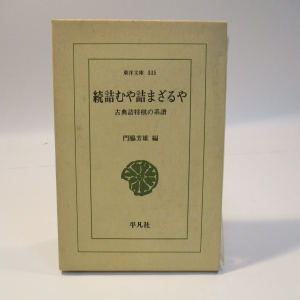 東洋文庫 335
続詰むや詰まざるや
古典詰将棋の系譜
門脇芳雄 編
平凡社